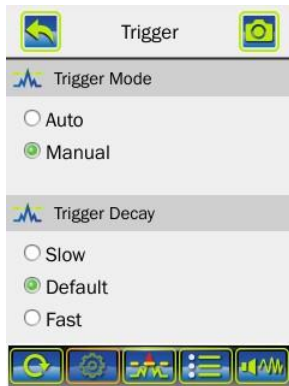 Trigger
Trigger Mode
Auto
Manual
Trigger Decay
Slow
Default
Fast